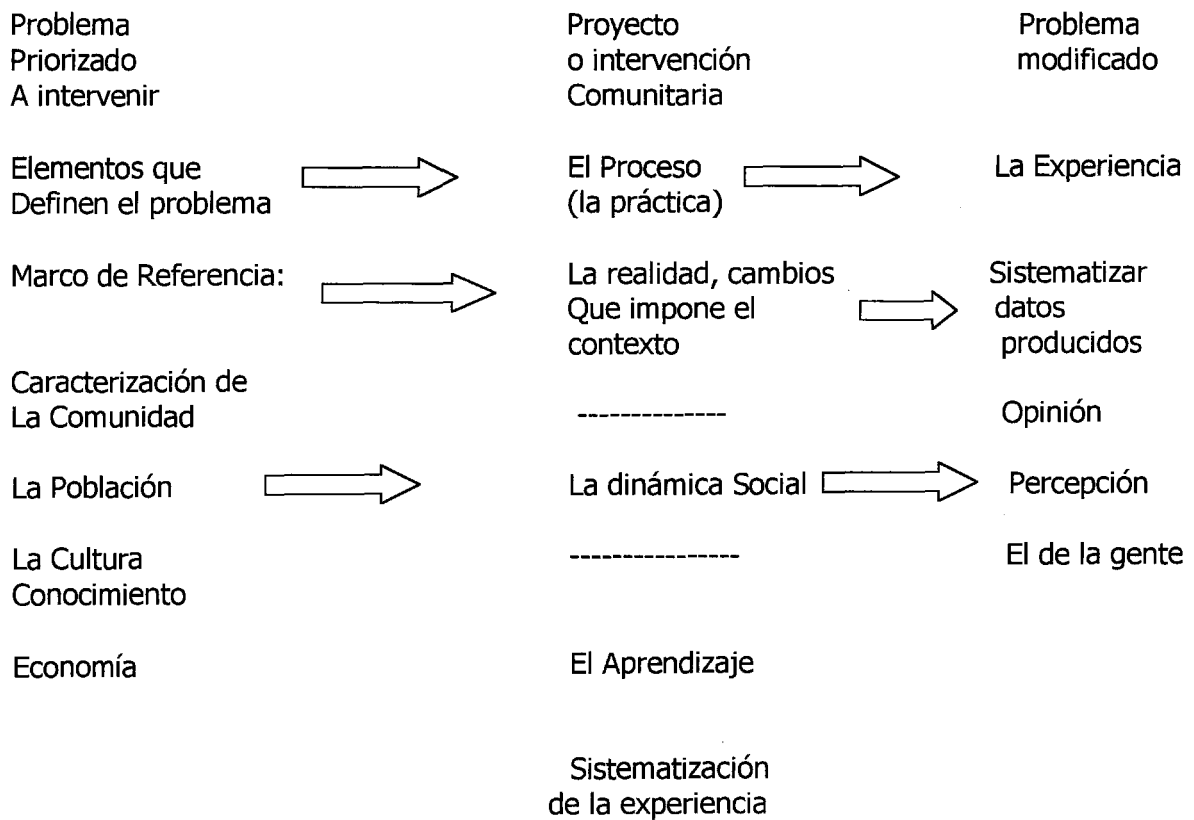 Problema
Priorizado
A intervenir
Proyecto
o intervención
Comunitaria
Problema
modificado
Elementos que
Definen el problema
El Proceso
(la práctica)
La Experiencia
Marco de Referencia:
La realidad, cambios
Que impone el
contexto
Sistematizar
datos
producidos
Caracterización de
La Comunidad
--------------
Opinión
La Población
La dinámica Social
Percepción
La Cultura
Conocimiento
----------------
El de la gente
Economía
El Aprendizaje
Sistematización
de la experiencia